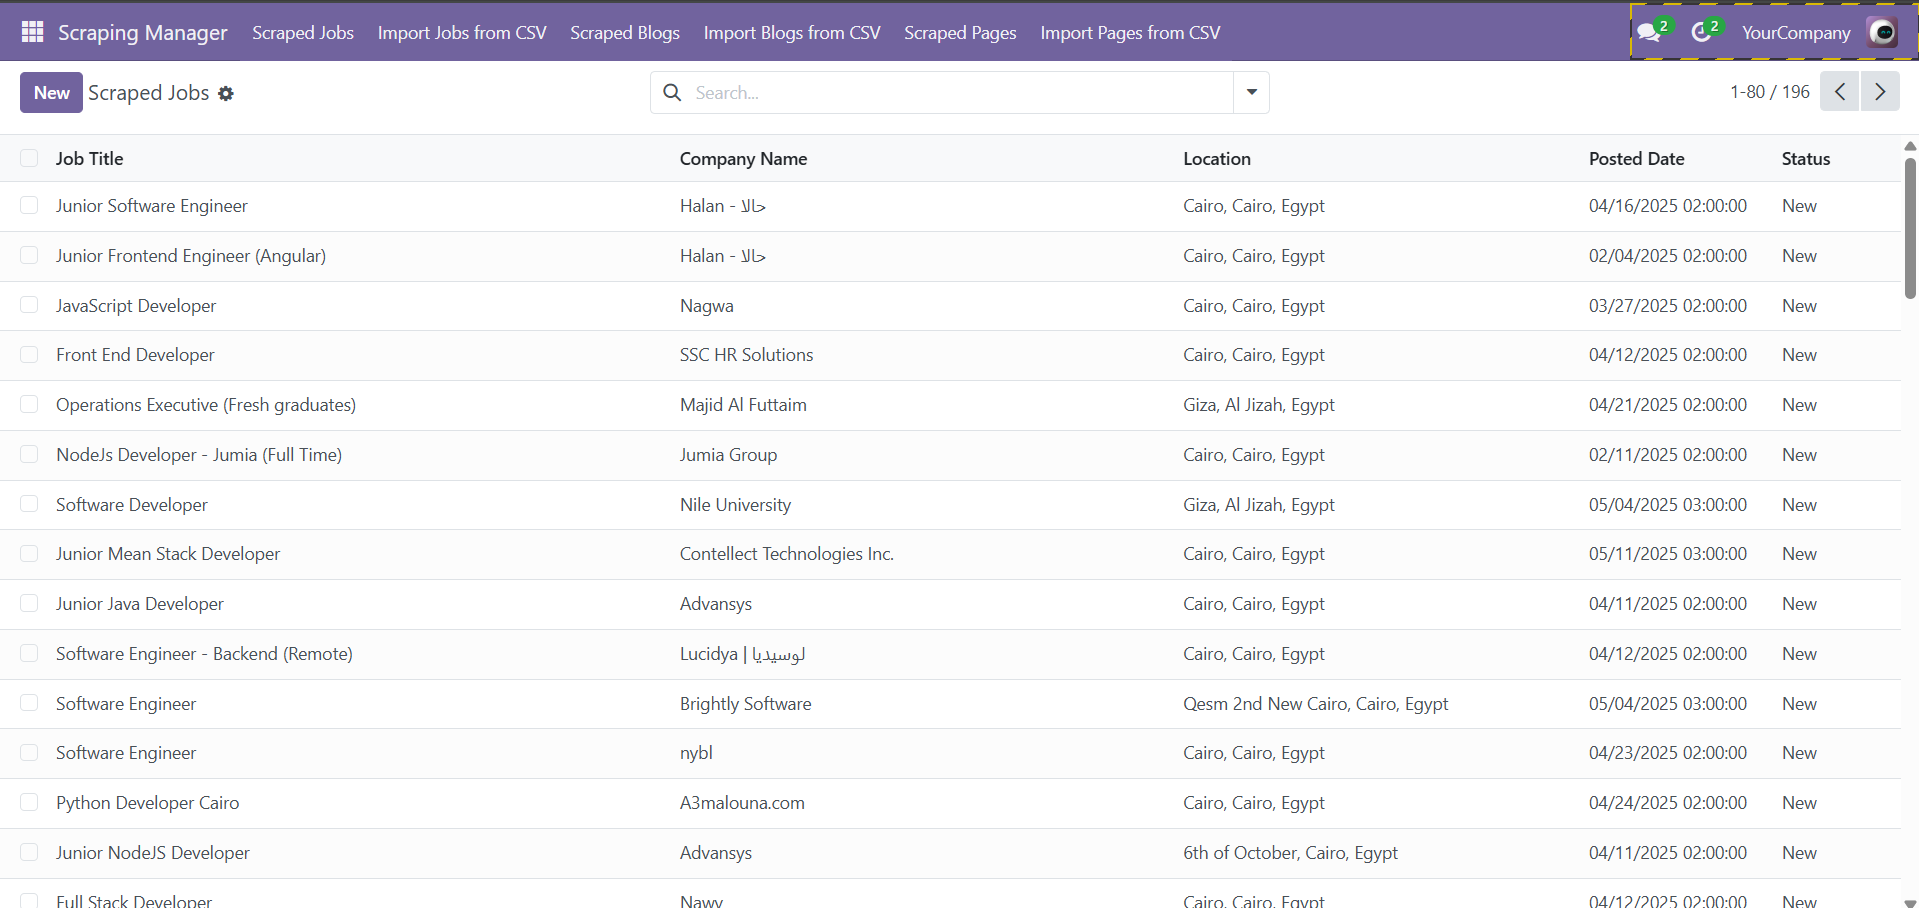 Scraping Manager Scraped Jobs Import Jobs from CSV Scraped Blogs Import Blogs from CSV Scraped Pages Import Pages from CSV 2 2 YourCompany
New Scraped Jobs Search... 1-80 / 196
Job Title Company Name Location Posted Date Status
Junior Software Engineer Halan - حالا Cairo, Cairo, Egypt 04/16/2025 02:00:00 New
Junior Frontend Engineer (Angular) Halan - حالا Cairo, Cairo, Egypt 02/04/2025 02:00:00 New
JavaScript Developer Nagwa Cairo, Cairo, Egypt 03/27/2025 02:00:00 New
Front End Developer SSC HR Solutions Cairo, Cairo, Egypt 04/12/2025 02:00:00 New
Operations Executive (Fresh graduates) Majid Al Futtaim Giza, Al Jizah, Egypt 04/21/2025 02:00:00 New
NodeJs Developer - Jumia (Full Time) Jumia Group Cairo, Cairo, Egypt 02/11/2025 02:00:00 New
Software Developer Nile University Giza, Al Jizah, Egypt 05/04/2025 03:00:00 New
Junior Mean Stack Developer Contellect Technologies Inc. Cairo, Cairo, Egypt 05/11/2025 03:00:00 New
Junior Java Developer Advansys Cairo, Cairo, Egypt 04/11/2025 02:00:00 New
Software Engineer - Backend (Remote) Lucidya | لوسيديا Cairo, Cairo, Egypt 04/12/2025 02:00:00 New
Software Engineer Brightly Software Qesm 2nd New Cairo, Cairo, Egypt 05/04/2025 03:00:00 New
Software Engineer nybl Cairo, Cairo, Egypt 04/23/2025 02:00:00 New
Python Developer Cairo A3malouna.com Cairo, Cairo, Egypt 04/24/2025 02:00:00 New
Junior NodeJS Developer Advansys 6th of October, Cairo, Egypt 04/11/2025 02:00:00 New
Full Stack Developer Nawy Cairo, Cairo, Egypt 04/12/2025 02:00:00 New